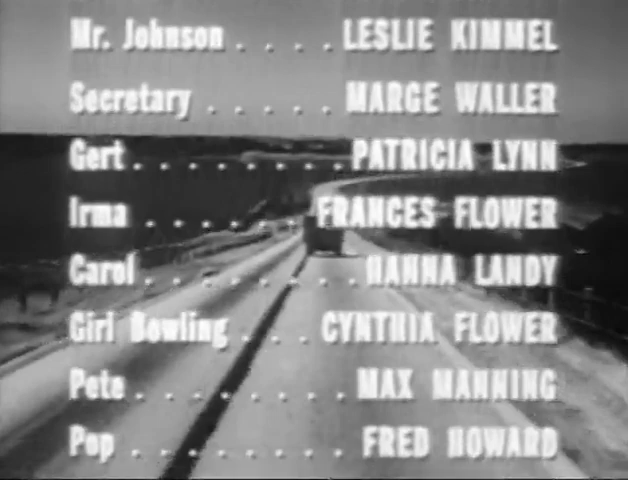 Mr. Johnson . . . . LESLIE KIMMEL
Secretary . . . . . MARGE WALLER
Gert . . . . . . . . PATRICIA LYNN
Irma . . . . . . FRANCES FLOWER
Carol . . . . . . . . HANNA LANDY
Girl Bowling . . . CYNTHIA FLOWER
Pete . . . . . . . . MAX MANNING
Pop . . . . . . . . FRED HOWARD